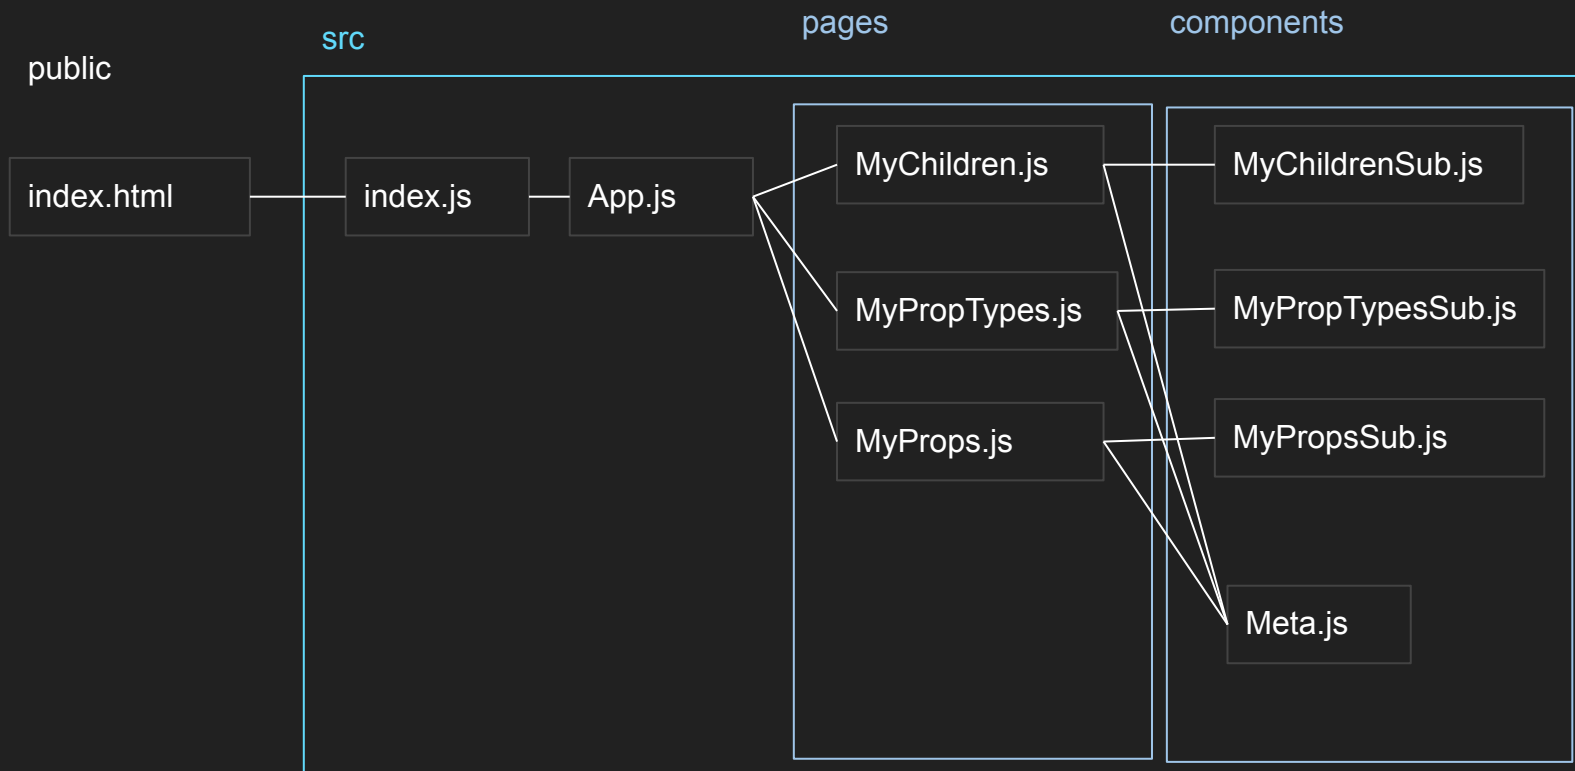 public
src
pages
components
index.html
index.js
App.js
MyChildren.js
MyChildrenSub.js
MyPropTypes.js
MyPropTypesSub.js
MyProps.js
MyPropsSub.js
Meta.js